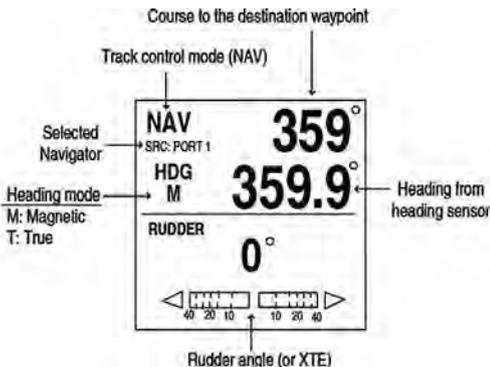 Course to the destination waypoint
Track control mode (NAV)
NAV 359°
Selected
Navigator
SRC: PORT 1
HDG
M 359.9°
Heading mode
M: Magnetic
T: True
Heading from
heading sensor
RUDDER
0°
40 20 10 10 20 40
Rudder angle (or XTE)